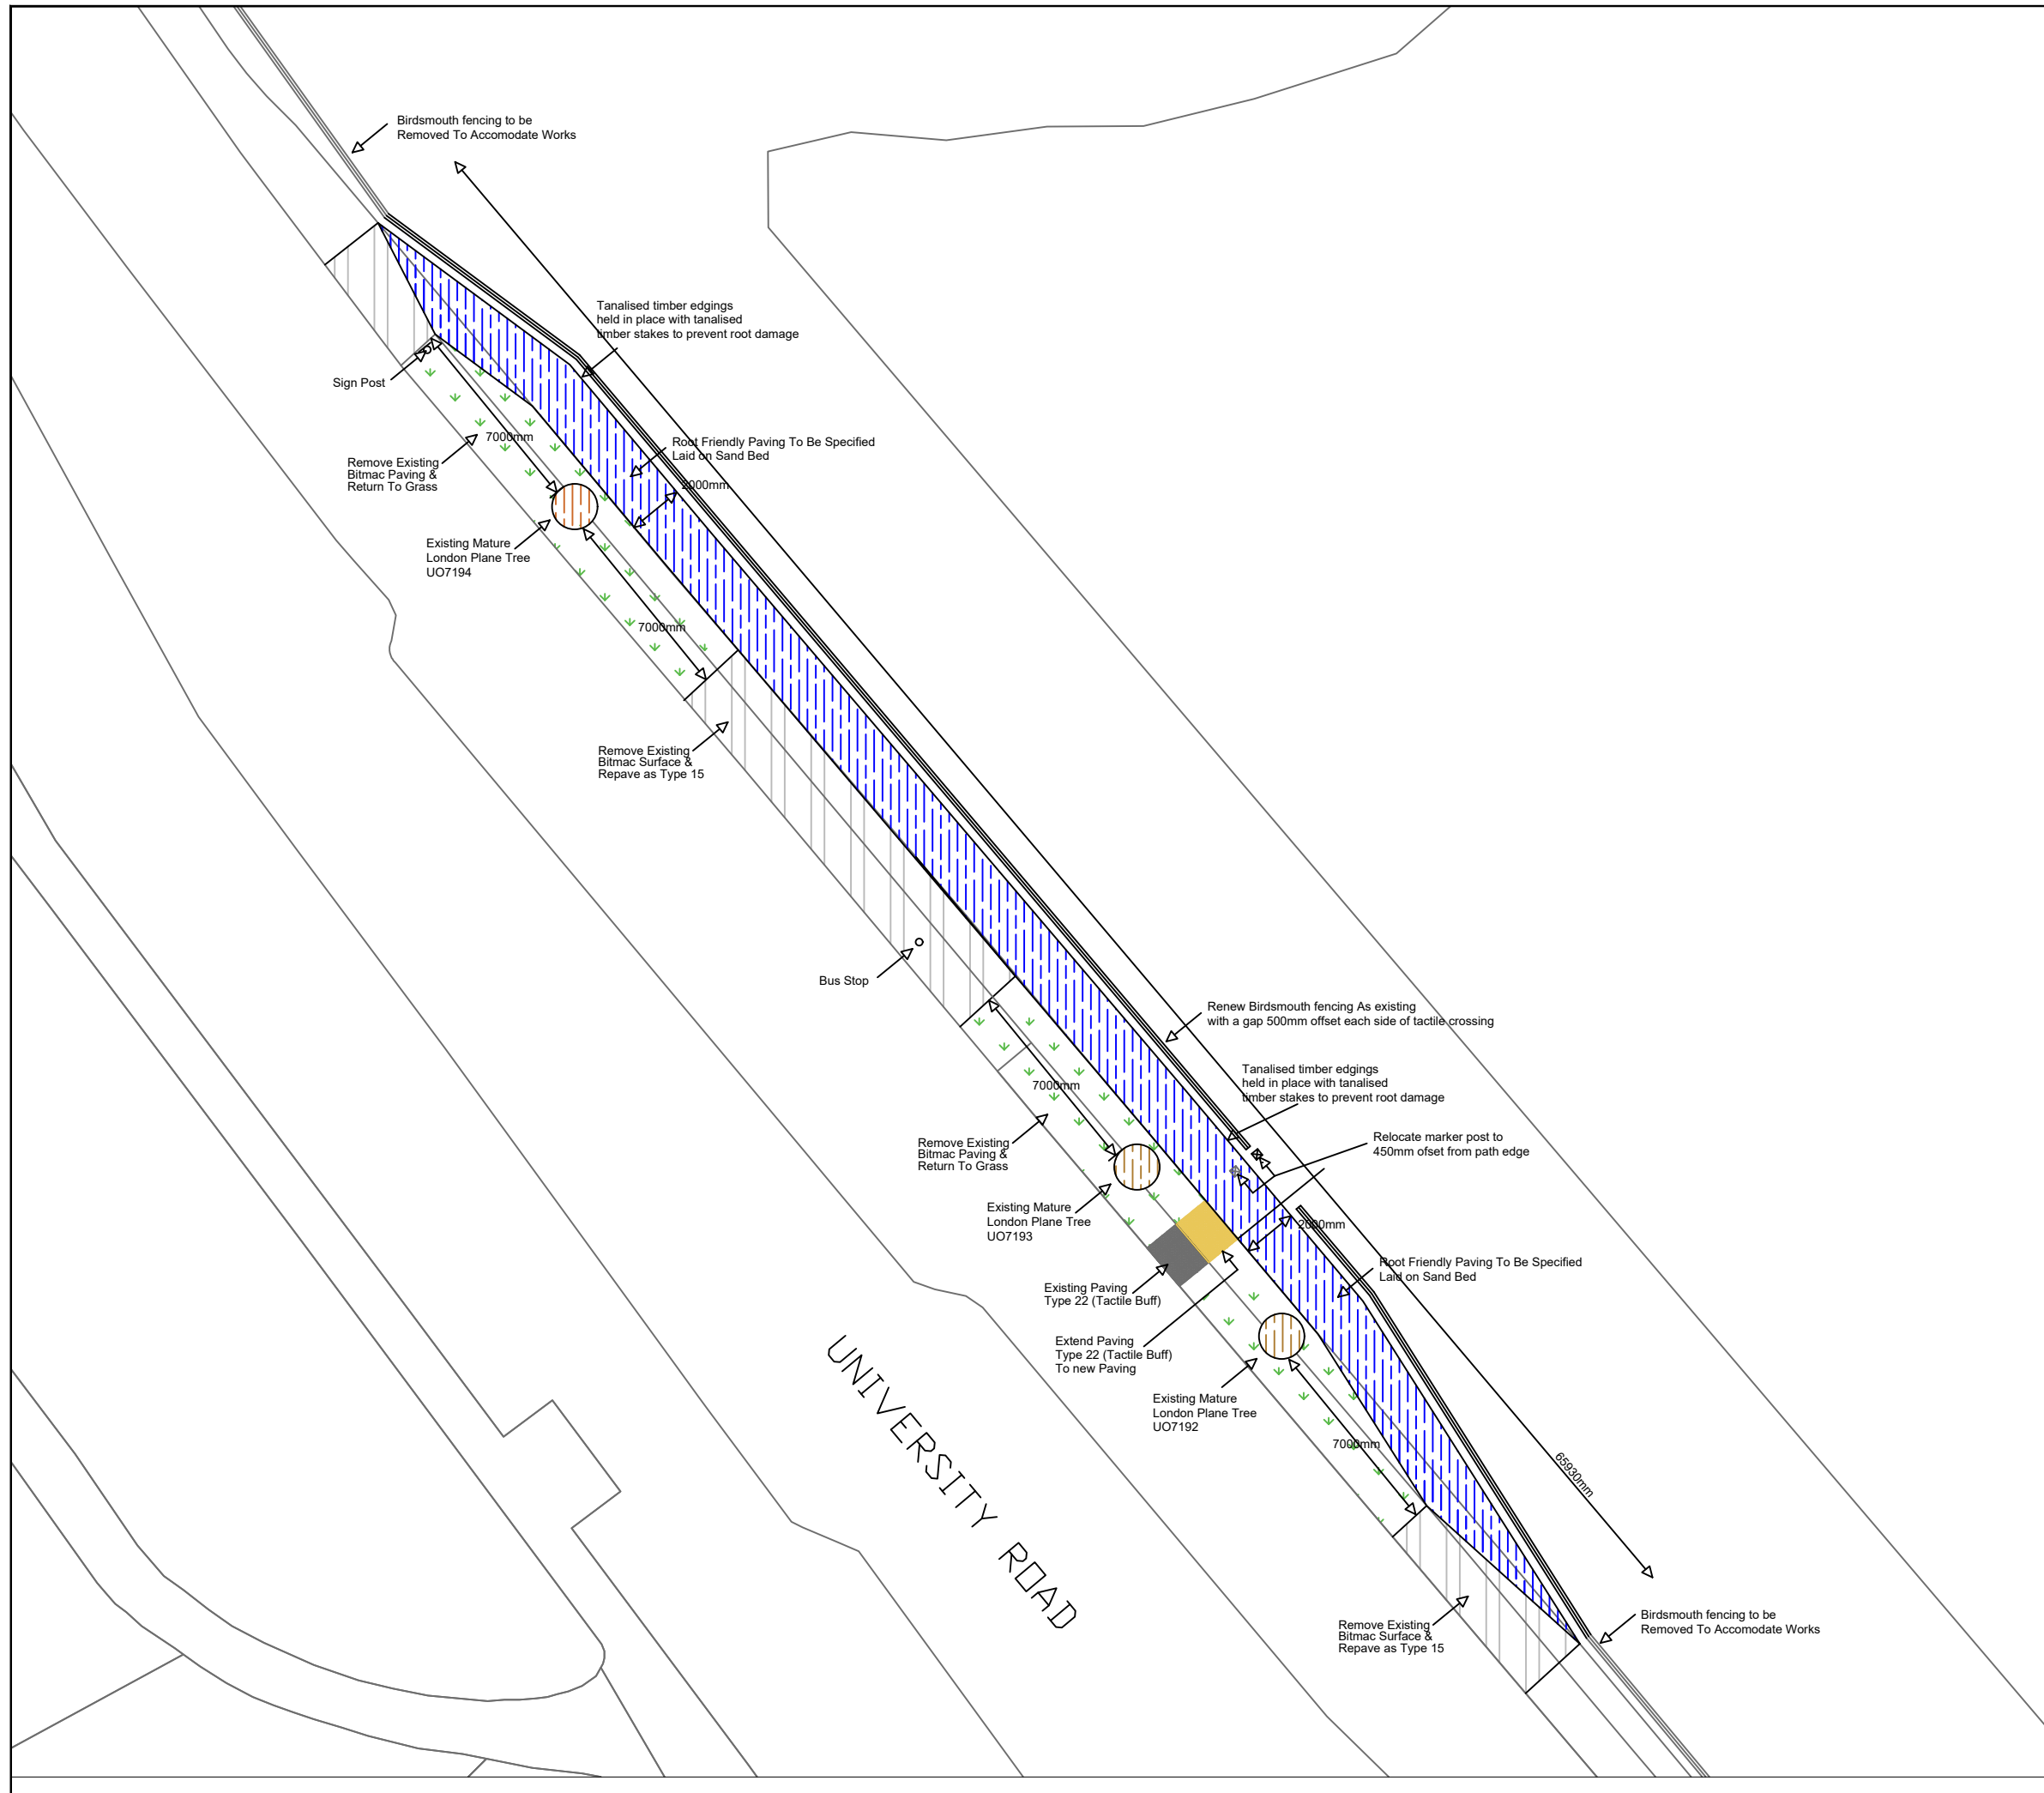 Birdsmouth fencing to be
Removed To Accomodate Works
Tanalised timber edgings
held in place with tanalised
timber stakes to prevent root damage
Sign Post
7000mm
Root Friendly Paving To Be Specified
Laid on Sand Bed
Remove Existing
Bitmac Paving &
Return To Grass
2000mm
Existing Mature
London Plane Tree
UO7194
7000mm
Remove Existing
Bitmac Surface &
Repave as Type 15
Bus Stop
Renew Birdsmouth fencing As existing
with a gap 500mm offset each side of tactile crossing
Tanalised timber edgings
held in place with tanalised
timber stakes to prevent root damage
7000mm
Remove Existing
Bitmac Paving &
Return To Grass
Relocate marker post to
450mm ofset from path edge
Existing Mature
London Plane Tree
UO7193
2000mm
Root Friendly Paving To Be Specified
Laid on Sand Bed
Existing Paving
Type 22 (Tactile Buff)
Extend Paving
Type 22 (Tactile Buff)
To new Paving
Existing Mature
London Plane Tree
UO7192
7000mm
65930mm
UNIVERSITY ROAD
Remove Existing
Bitmac Surface &
Repave as Type 15
Birdsmouth fencing to be
Removed To Accomodate Works